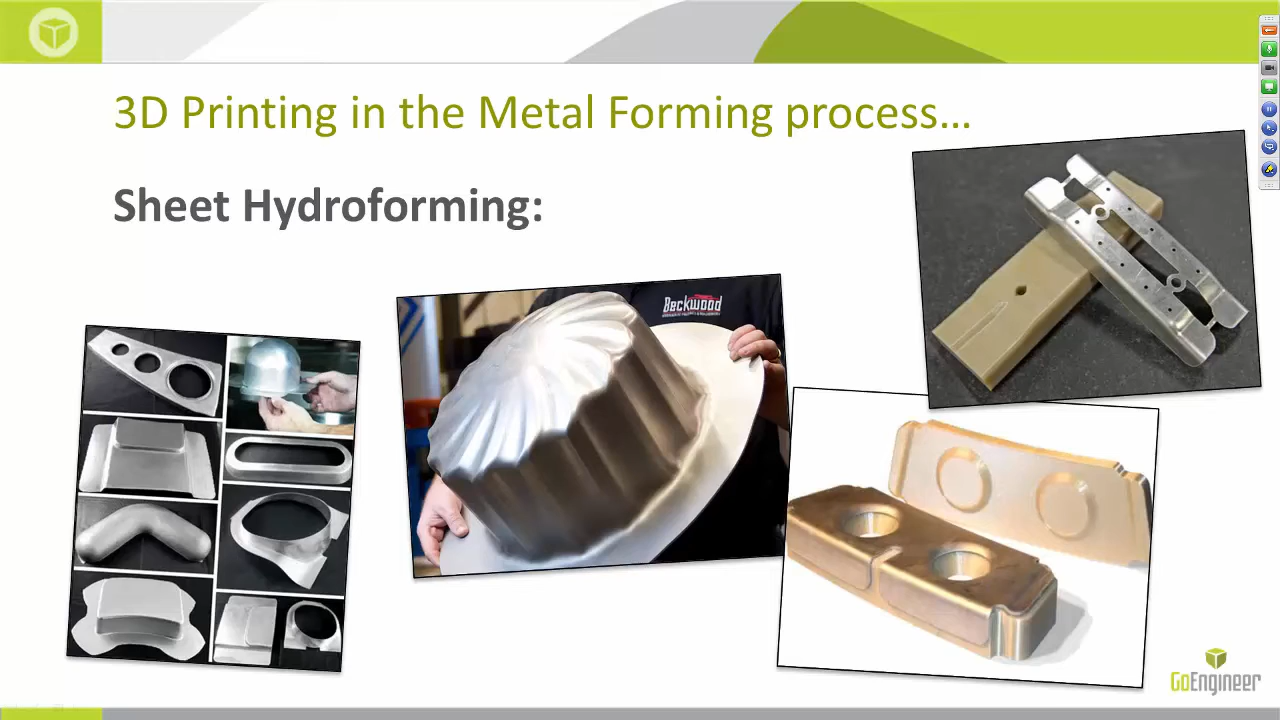 3D Printing in the Metal Forming process…
Sheet Hydroforming:
Beckwood
GoEngineer